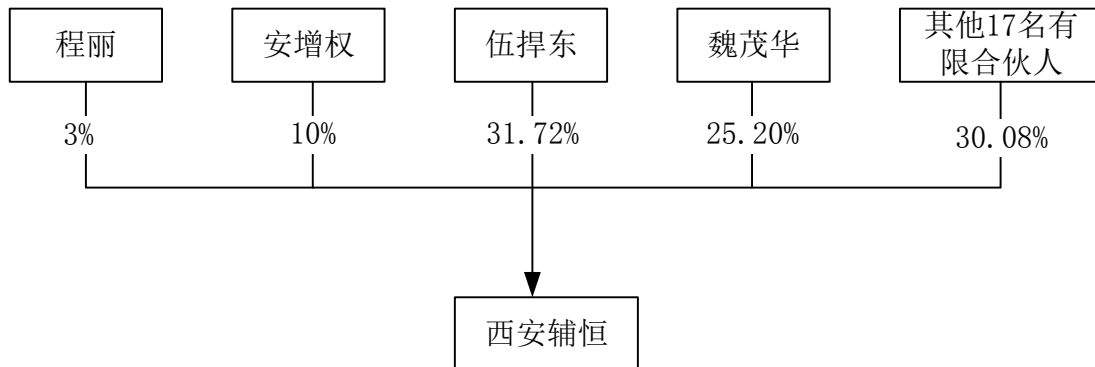 程丽
安增权
伍捍东
魏茂华
其他17名有
限合伙人
3%
10%
31.72%
25.20%
30.08%
西安辅恒